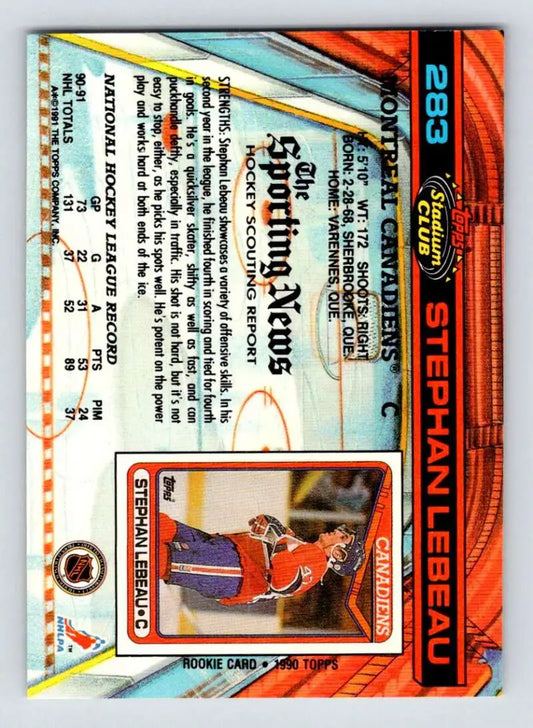 283
Topps
Stadium
CLUB
STEPHAN LEBEAU
MONTREAL CANADIENS® C
5'10" WT: 172 SHOOTS: RIGHT
BORN: 2-28-68, SHERBROOKE, QUE.
HOME: VARENNES, QUE.
The
Sporting News
HOCKEY SCOUTING REPORT
STRENGTHS: Stephan Lebeau showcases a variety of offensive skills. In his
second year in the league, he finished fourth in scoring and tied for fourth
in goals. He's a quicksilver skater, shifty as well as fast, and can
puckhandle deftly, especially in traffic. His shot is not hard, but it's not
easy to stop, either, as he picks his spots well. He's potent on the power
play and works hard at both ends of the ice.
NATIONAL HOCKEY LEAGUE RECORD
GP G A PTS PIM
90-91 73 22 31 53 24
NHL TOTALS 131 37 52 89 37
A#©1991 THE TOPPS COMPANY, INC.
CANADIENS
47
Topps
STEPHAN LEBEAU • C
ROOKIE CARD • 1990 TOPPS
NHL
NHLPA™